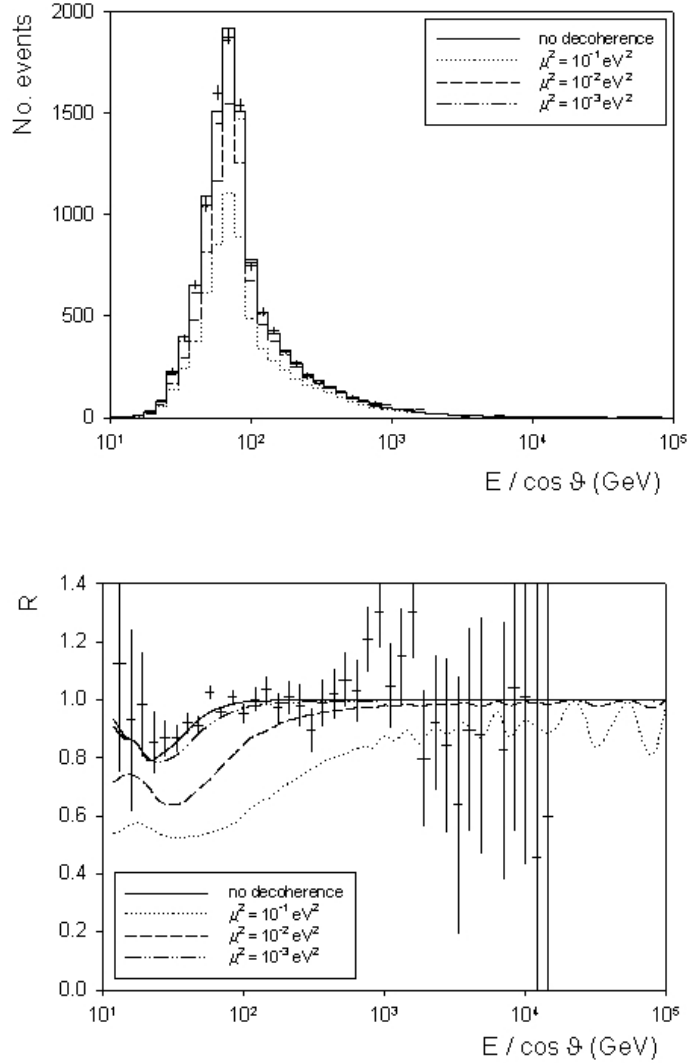 No. events
2000
1500
1000
500
0
10¹ 10² 10³ 10⁴ 10⁵
E / cos ϑ (GeV)
no decoherence
μ² = 10⁻¹ eV²
μ² = 10⁻² eV²
μ² = 10⁻³ eV²
R
1.4
1.2
1.0
0.8
0.6
0.4
0.2
0.0
no decoherence
μ² = 10⁻¹ eV²
μ² = 10⁻² eV²
μ² = 10⁻³ eV²
10¹ 10² 10³ 10⁴ 10⁵
E / cos ϑ (GeV)